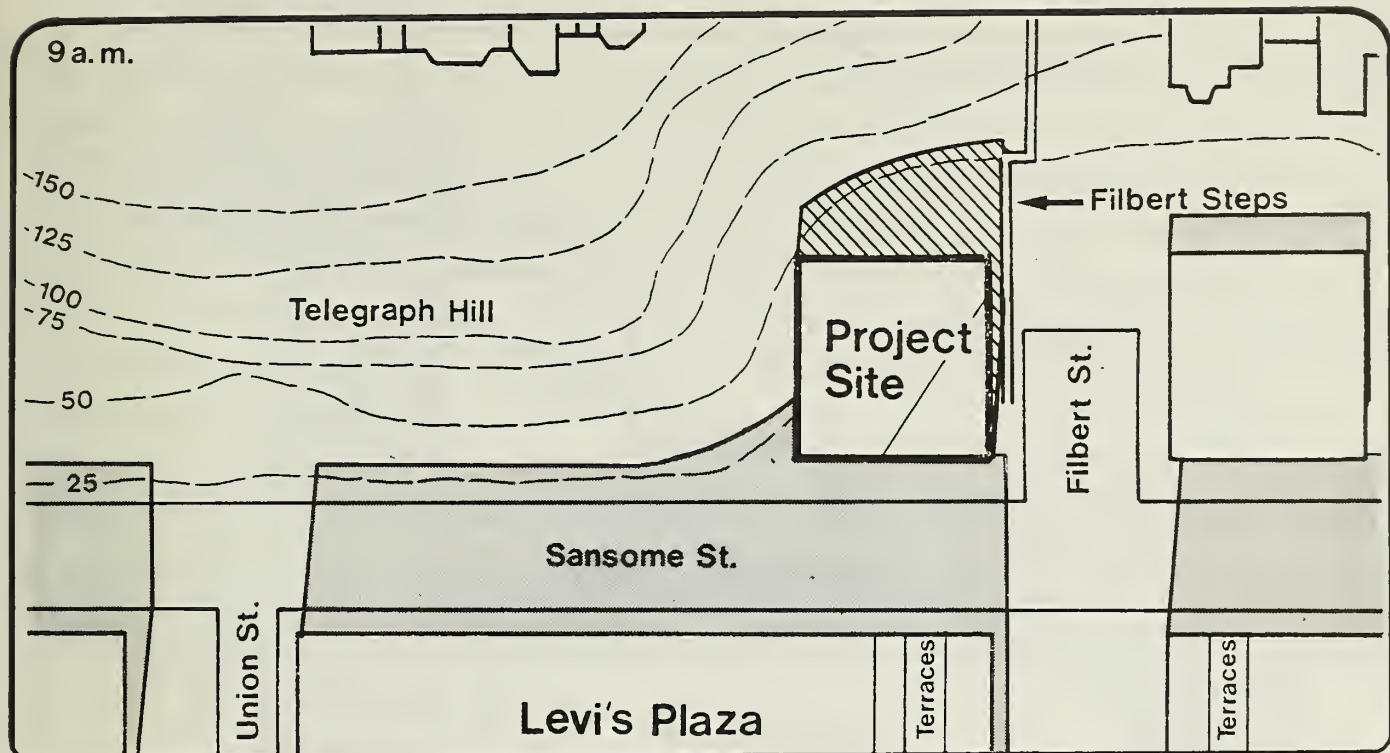 9 a.m.
150
125
100
75
50
25
Telegraph Hill
Filbert Steps
Project
Site
Filbert St.
Sansome St.
Union St.
Levi's Plaza
Terraces
Terraces